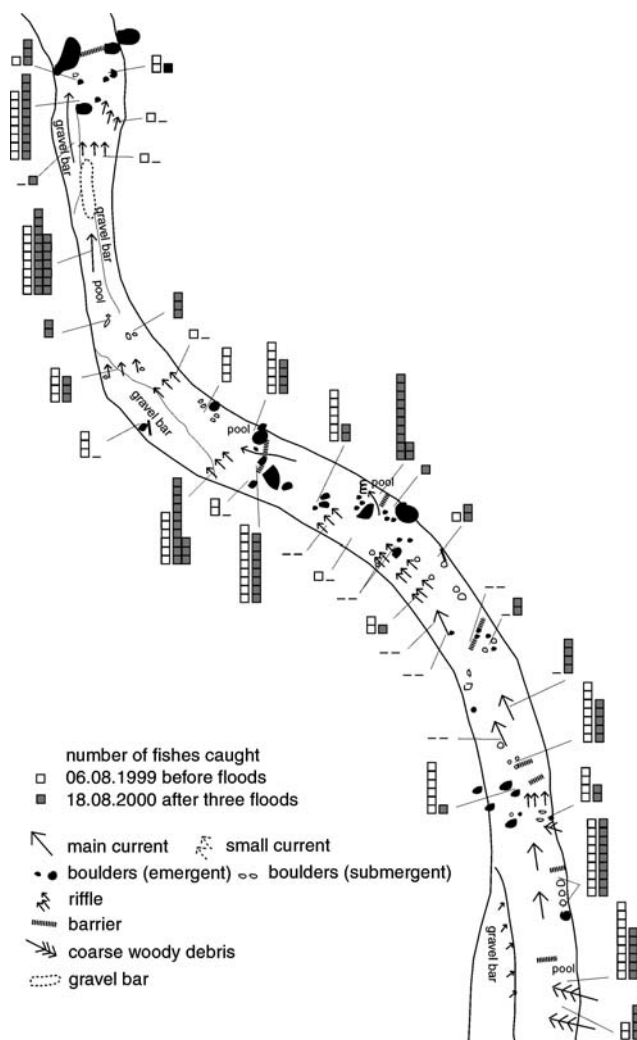 gravel bar
gravel bar
pool
gravel bar
pool
E pool
number of fishes caught
06.08.1999 before floods
18.08.2000 after three floods
main current
small current
boulders (emergent)
boulders (submergent)
riffle
barrier
coarse woody debris
gravel bar
gravel bar
pool